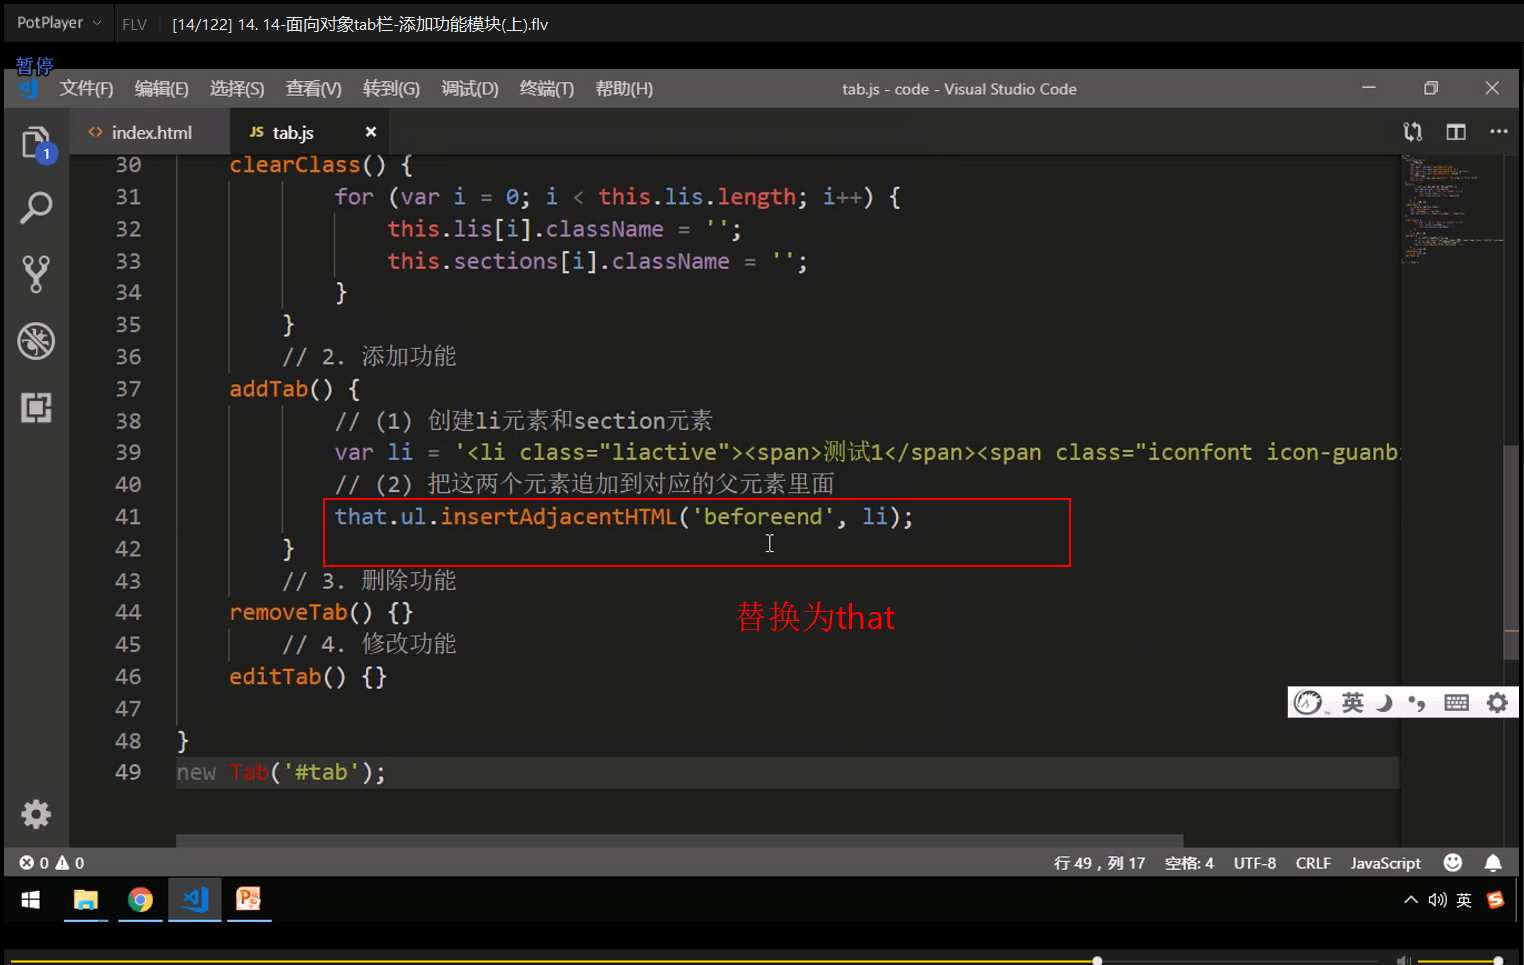 PotPlayer FLV [14/122] 14. 14-面向对象tab栏-添加功能模块(上).flv
暂停
文件(F) 编辑(E) 选择(S) 查看(V) 转到(G) 调试(D) 终端(T) 帮助(H) tab.js - code - Visual Studio Code
<> index.html JS tab.js ×
1
30 clearClass() {
31 for (var i = 0; i < this.lis.length; i++) {
32 this.lis[i].className = '';
33 this.sections[i].className = '';
34 }
35 }
36 // 2. 添加功能
37 addTab() {
38 // (1) 创建li元素和section元素
39 var li = '<li class="liactive"><span>测试1</span><span class="iconfont icon-guanb
40 // (2) 把这两个元素追加到对应的父元素里面
41 that.ul.insertAdjacentHTML('beforeend', li);
42 }
43 // 3. 删除功能
44 removeTab() {}
替换为that
45 // 4. 修改功能
46 editTab() {}
47
英
48 }
49 new Tab('#tab');
0 0 行 49，列 17 空格: 4 UTF-8 CRLF JavaScript
英